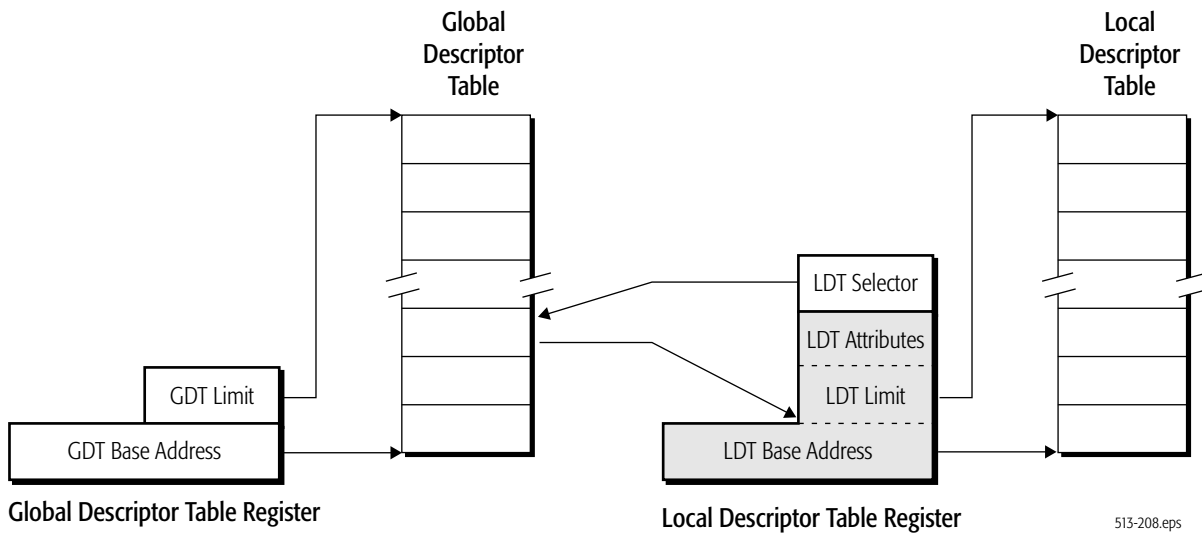 Global
Descriptor
Table
Local
Descriptor
Table
LDT Selector
LDT Attributes
GDT Limit
LDT Limit
GDT Base Address
LDT Base Address
Global Descriptor Table Register
Local Descriptor Table Register
513-208.eps